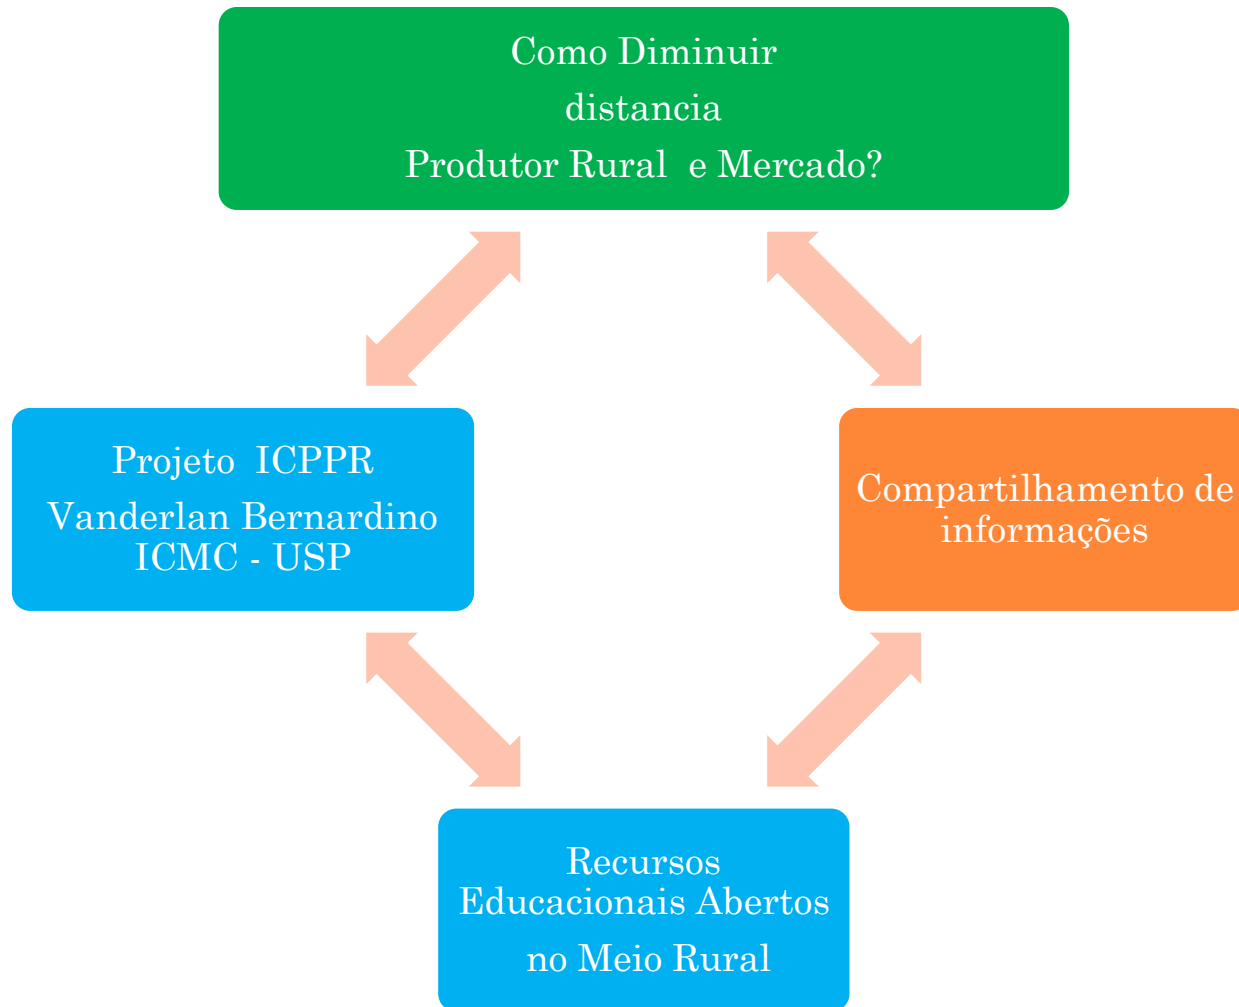 Como Diminuir
distancia
Produtor Rural  e Mercado?
Projeto  ICPPR
Vanderlan Bernardino
ICMC - USP
Compartilhamento de
informações
Recursos
Educacionais Abertos
no Meio Rural